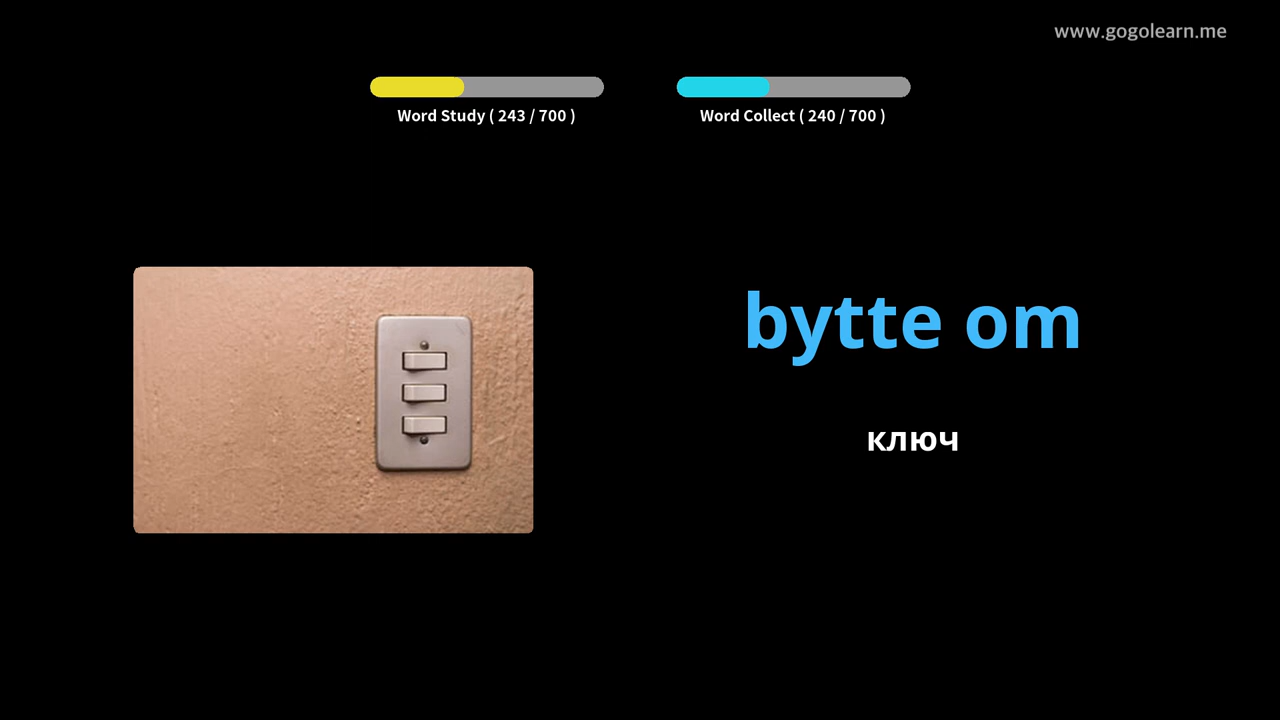 www.gogolearn.me
Word Study ( 243 / 700 )
Word Collect ( 240 / 700 )
bytte om
ключ